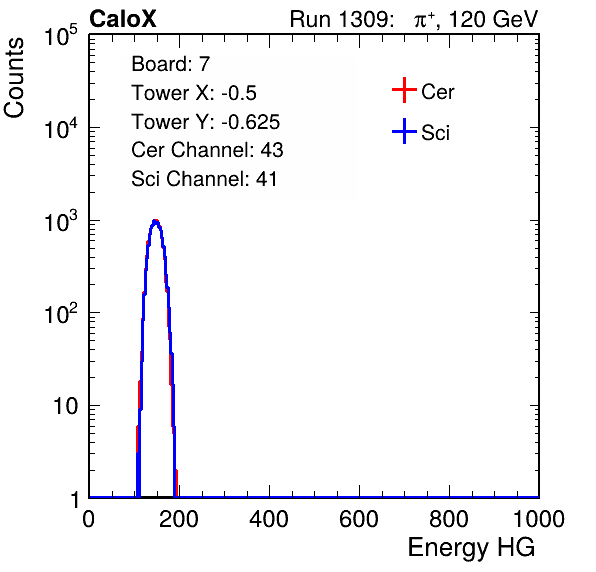 CaloX Run 1309: π⁺, 120 GeV
Counts
10⁵
10⁴
10³
10²
10
1
Board: 7
Tower X: -0.5
Tower Y: -0.625
Cer Channel: 43
Sci Channel: 41
Cer
Sci
0 200 400 600 800 1000
Energy HG